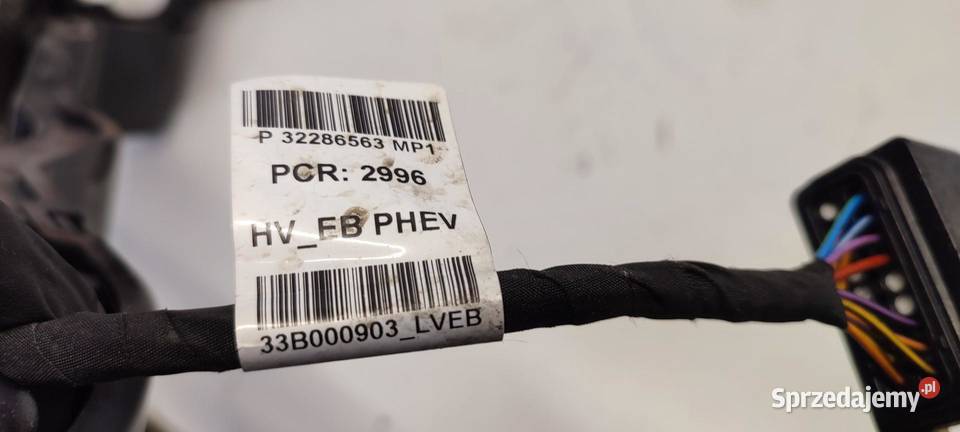 P 32286563 MP1
PCR: 2996
HV_EB PHEV
33B000903_LVEB
Sprzedajemy.pl